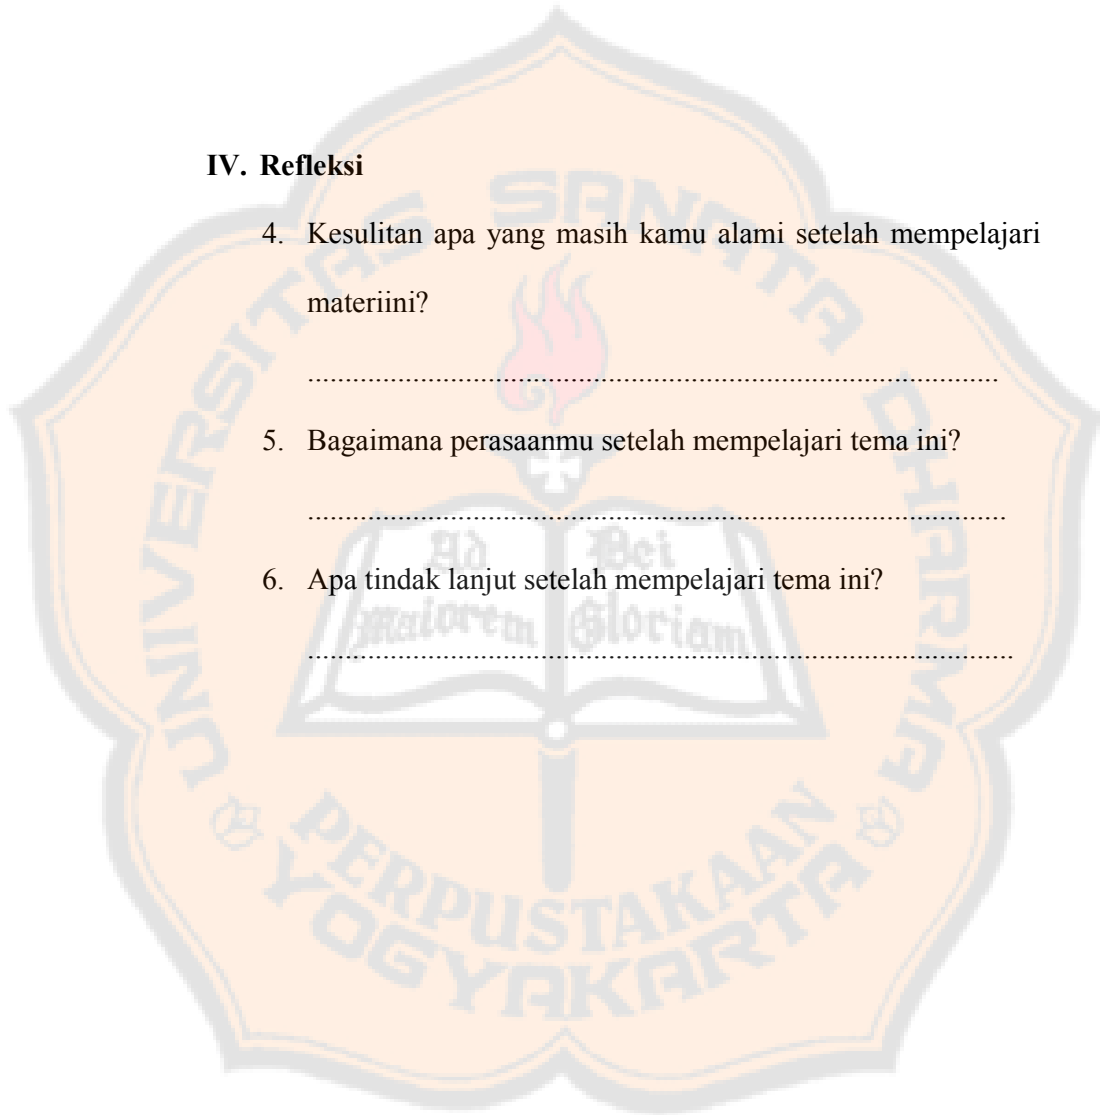 IV. Refleksi
4. Kesulitan apa yang masih kamu alami setelah mempelajari
materiini?
............................................................................
5. Bagaimana perasaanmu setelah mempelajari tema ini?
.............................................................................
6. Apa tindak lanjut setelah mempelajari tema ini?
..............................................................................
UNIVERSITAS SANATA DHARMA
Ad Dei
maiorem Gloriam
PERPUSTAKAAN
YOGYAKARTA